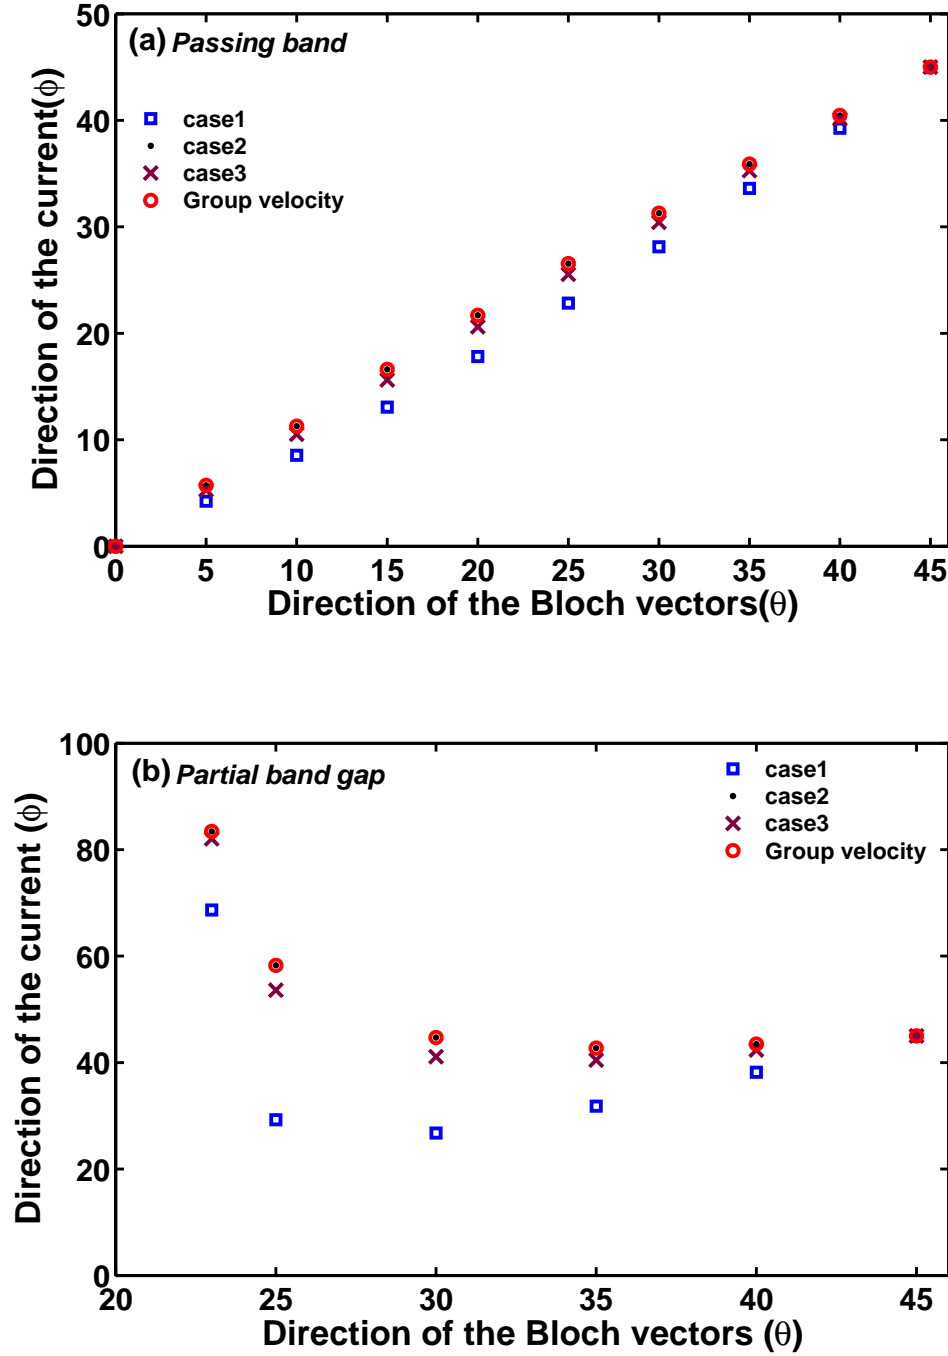 (a) Passing band
case1
case2
case3
Group velocity
Direction of the current(ϕ)
50
40
30
20
10
0
0 5 10 15 20 25 30 35 40 45
Direction of the Bloch vectors(θ)
(b) Partial band gap
case1
case2
case3
Group velocity
Direction of the current (ϕ)
100
80
60
40
20
0
20 25 30 35 40 45
Direction of the Bloch vectors (θ)